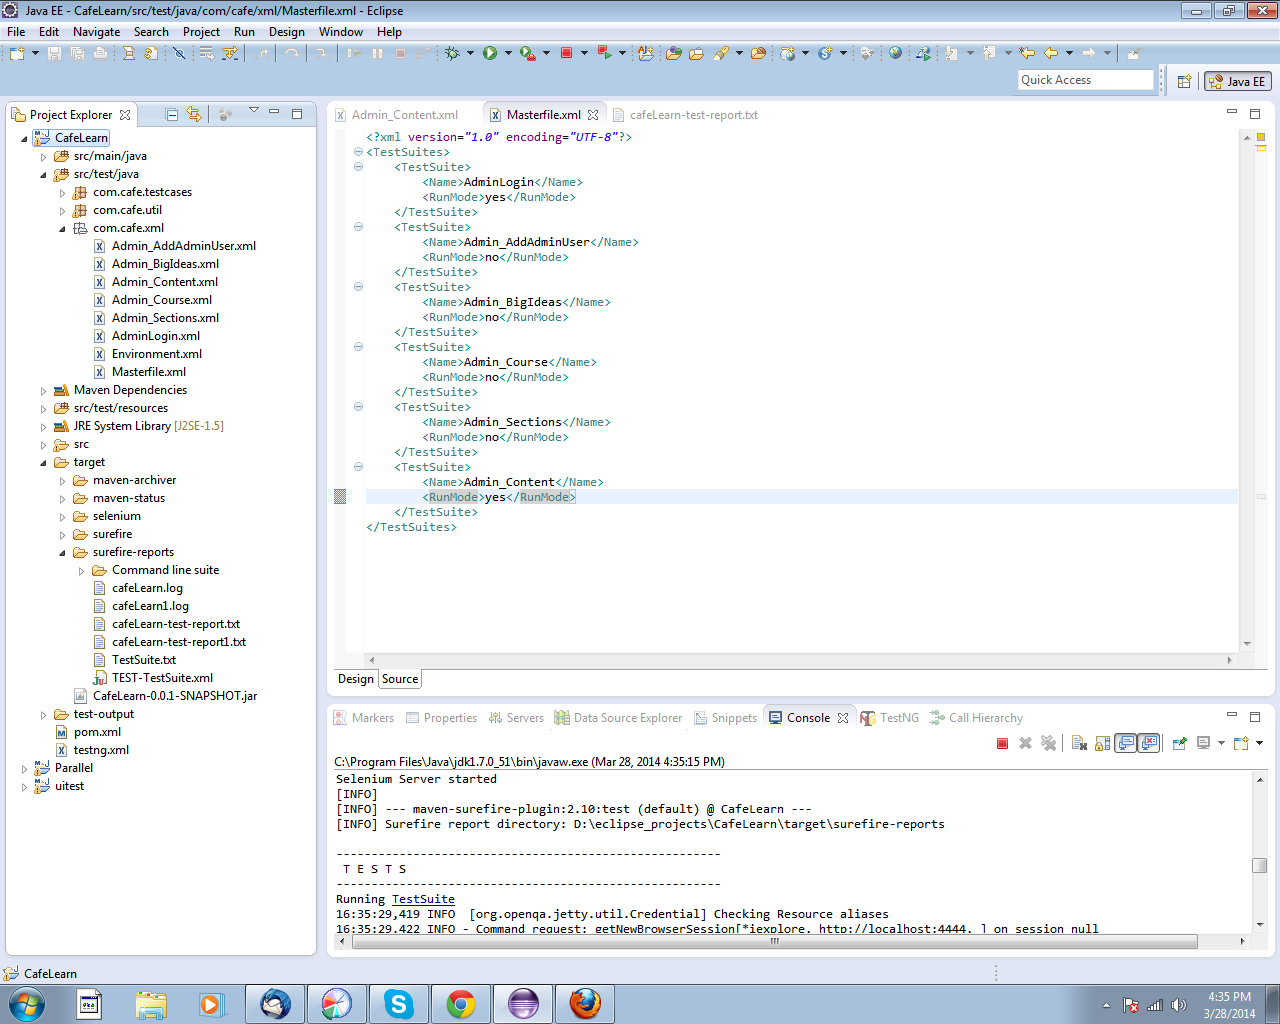 Java EE - CafeLearn/src/test/java/com/cafe/xml/Masterfile.xml - Eclipse
File Edit Navigate Search Project Run Design Window Help
Quick Access
Java EE
Project Explorer
CafeLearn
src/main/java
src/test/java
com.cafe.testcases
com.cafe.util
com.cafe.xml
Admin_AddAdminUser.xml
Admin_BigIdeas.xml
Admin_Content.xml
Admin_Course.xml
Admin_Sections.xml
AdminLogin.xml
Environment.xml
Masterfile.xml
Maven Dependencies
src/test/resources
JRE System Library [J2SE-1.5]
src
target
maven-archiver
maven-status
selenium
surefire
surefire-reports
Command line suite
cafeLearn.log
cafeLearn1.log
cafeLearn-test-report.txt
cafeLearn-test-report1.txt
TestSuite.txt
TEST-TestSuite.xml
CafeLearn-0.0.1-SNAPSHOT.jar
test-output
pom.xml
testng.xml
Parallel
uitest
Admin_Content.xml Masterfile.xml cafeLearn-test-report.txt
<?xml version="1.0" encoding="UTF-8"?>
<TestSuites>
<TestSuite>
<Name>AdminLogin</Name>
<RunMode>yes</RunMode>
</TestSuite>
<TestSuite>
<Name>Admin_AddAdminUser</Name>
<RunMode>no</RunMode>
</TestSuite>
<TestSuite>
<Name>Admin_BigIdeas</Name>
<RunMode>no</RunMode>
</TestSuite>
<TestSuite>
<Name>Admin_Course</Name>
<RunMode>no</RunMode>
</TestSuite>
<TestSuite>
<Name>Admin_Sections</Name>
<RunMode>no</RunMode>
</TestSuite>
<TestSuite>
<Name>Admin_Content</Name>
<RunMode>yes</RunMode>
</TestSuite>
</TestSuites>
Design Source
Markers Properties Servers Data Source Explorer Snippets Console TestNG Call Hierarchy
C:\Program Files\Java\jdk1.7.0_51\bin\javaw.exe (Mar 28, 2014 4:35:15 PM)
Selenium Server started
[INFO]
[INFO] --- maven-surefire-plugin:2.10:test (default) @ CafeLearn ---
[INFO] Surefire report directory: D:\eclipse_projects\CafeLearn\target\surefire-reports
-------------------------------------------------------
T E S T S
-------------------------------------------------------
Running TestSuite
16:35:29,419 INFO [org.openqa.jetty.util.Credential] Checking Resource aliases
16:35:29.422 INFO - Command request: getNewBrowserSession[*iexplore, http://localhost:4444, ] on session null
CafeLearn
4:35 PM
3/28/2014